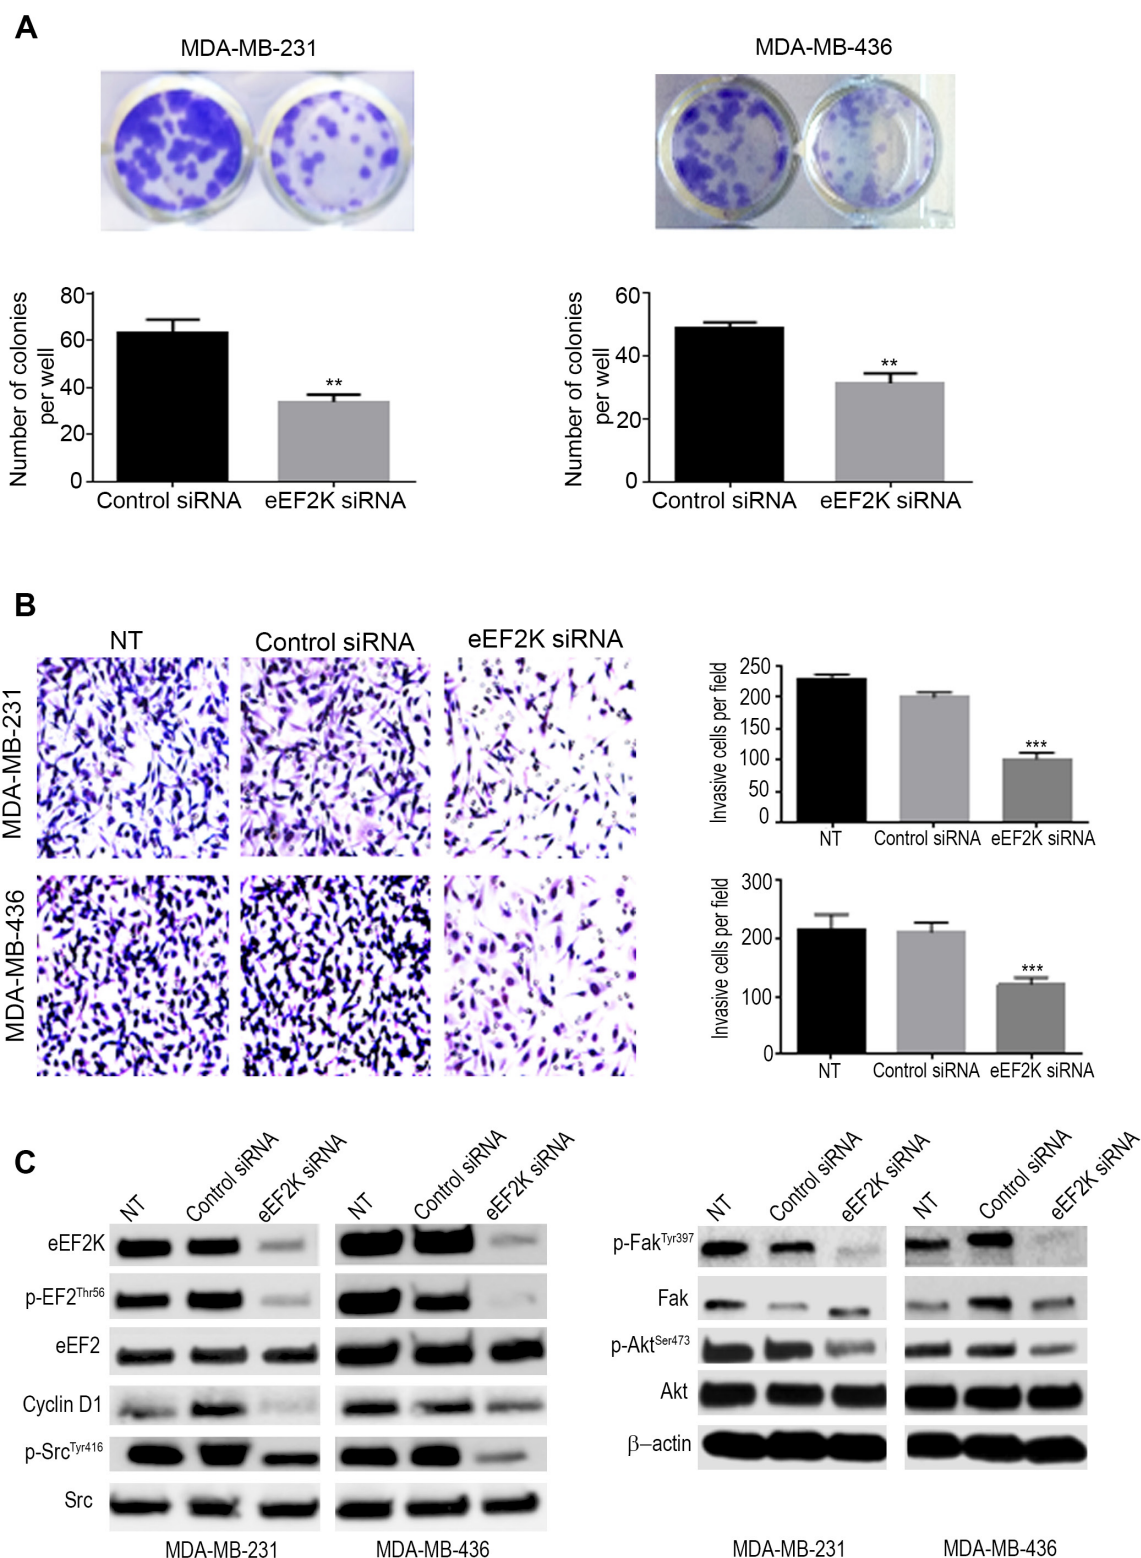 A
MDA-MB-231
MDA-MB-436
Number of colonies
per well
80
60
40
20
0
**
Control siRNA
eEF2K siRNA
Number of colonies
per well
60
40
20
0
**
Control siRNA
eEF2K siRNA
B
NT
Control siRNA
eEF2K siRNA
MDA-MB-231
MDA-MB-436
Invasive cells per field
250
200
150
100
50
0
***
NT
Control siRNA
eEF2K siRNA
Invasive cells per field
300
200
100
0
***
NT
Control siRNA
eEF2K siRNA
C
NT
Control siRNA
eEF2K siRNA
NT
Control siRNA
eEF2K siRNA
eEF2K
p-EF2Thr56
eEF2
Cyclin D1
p-SrcTyr416
Src
MDA-MB-231
MDA-MB-436
NT
Control siRNA
eEF2K siRNA
NT
Control siRNA
eEF2K siRNA
p-FakTyr397
Fak
p-AktSer473
Akt
β–actin
MDA-MB-231
MDA-MB-436